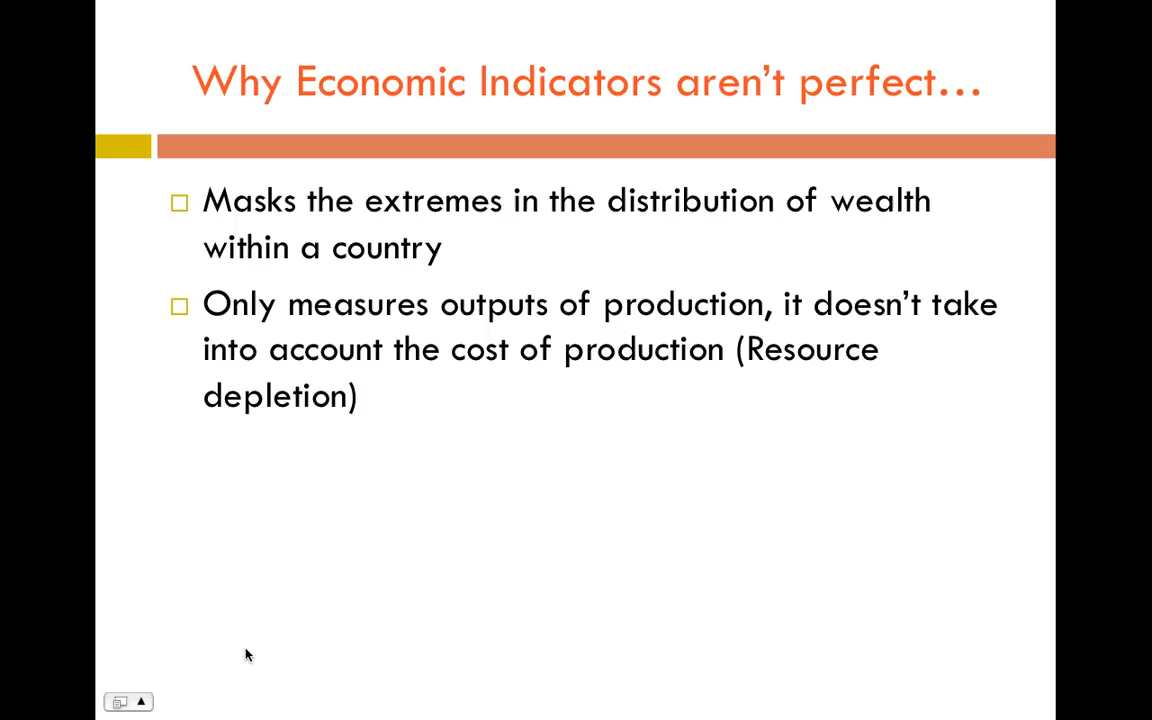 Why Economic Indicators aren’t perfect…
Masks the extremes in the distribution of wealth
within a country
Only measures outputs of production, it doesn’t take
into account the cost of production (Resource
depletion)